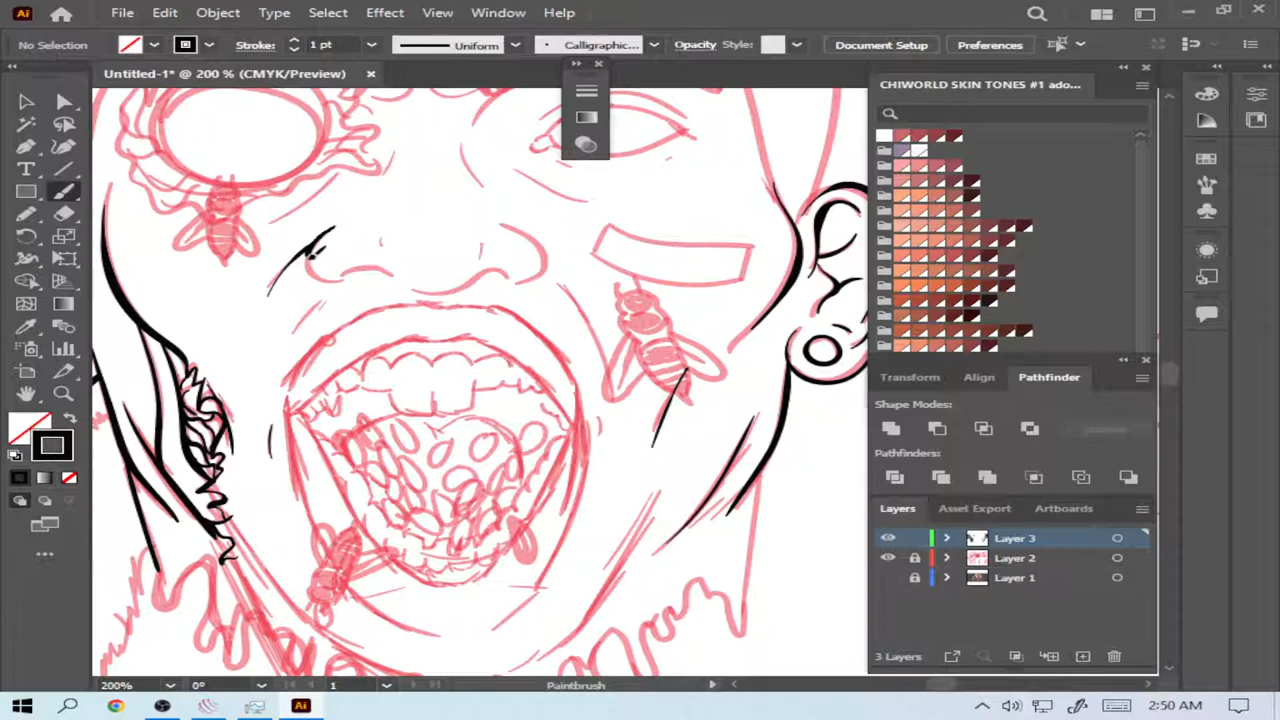 Ai File Edit Object Type Select Effect View Window Help
No Selection Stroke: 1 pt Uniform Calligraphic... Opacity Style: Document Setup Preferences
Untitled-1* @ 200 % (CMYK/Preview)
CHIWORLD SKIN TONES #1 ado...
Transform Align Pathfinder
Shape Modes:
Pathfinders:
Layers Asset Export Artboards
Layer 3
Layer 2
Layer 1
3 Layers
200% 0° 1 Paintbrush
Ai 2:50 AM